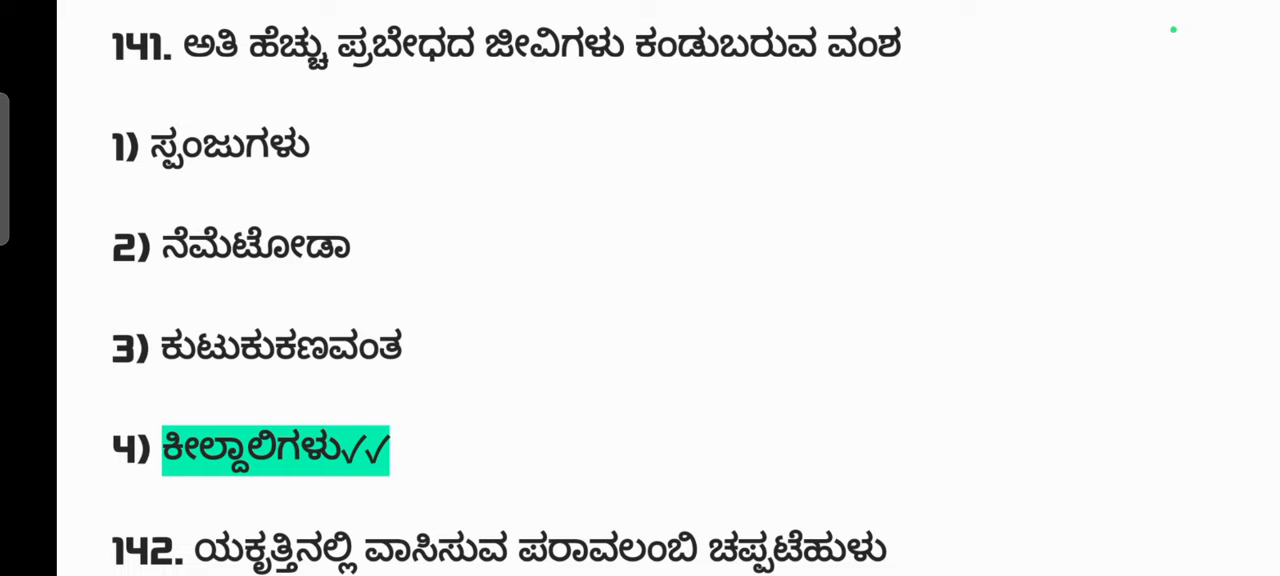 141. ಅತಿ ಹೆಚ್ಚು ಪ್ರಬೇಧದ ಜೀವಿಗಳು ಕಂಡುಬರುವ ವಂಶ
1) ಸ್ಪಂಜುಗಳು
2) ನೆಮೆಟೋಡಾ
3) ಕುಟುಕುಕಣವಂತ
4) ಕೀಲ್ದಾಲಿಗಳು✓✓
142. ಯಕೃತ್ತಿನಲ್ಲಿ ವಾಸಿಸುವ ಪರಾವಲಂಬಿ ಚಪ್ಪಟೆಹುಳು